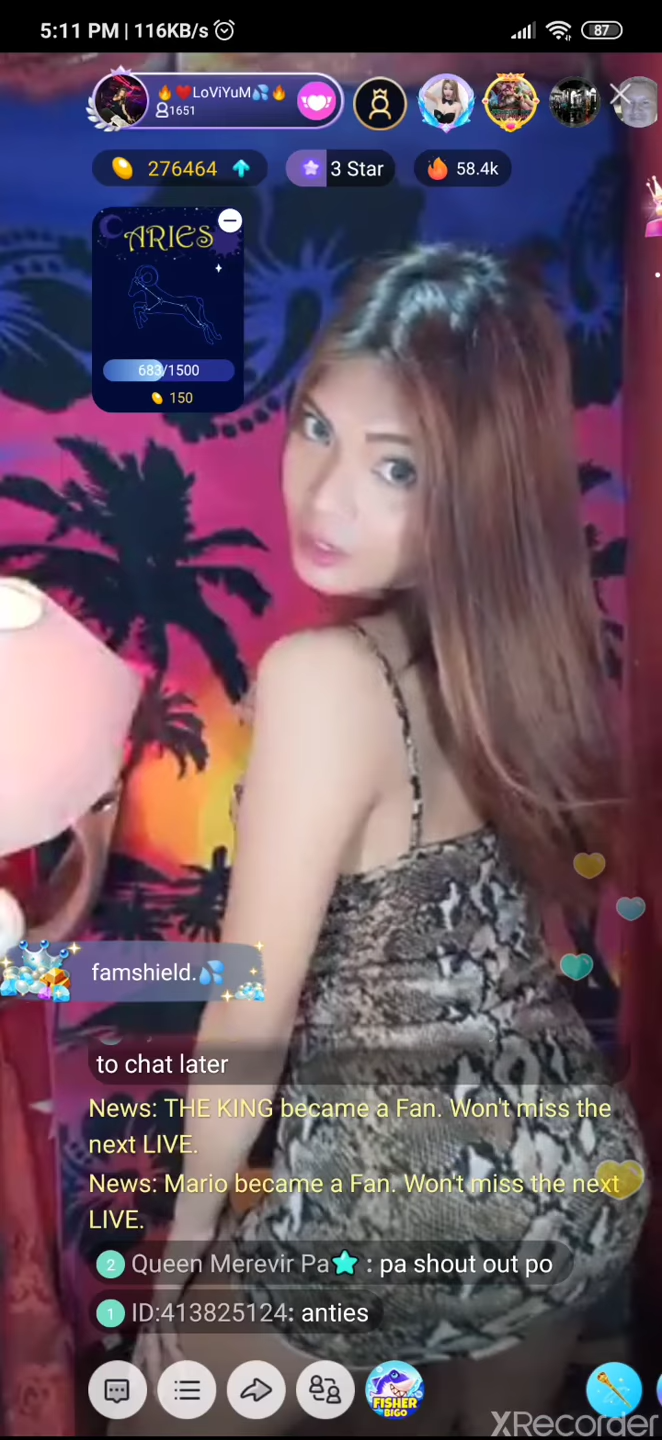 5:11 PM | 116KB/s
87
🔥❤️LoViYuM💦🔥
1651
276464
3 Star
58.4k
ARIES
683/1500
150
famshield.💦
to chat later
News: THE KING became a Fan. Won't miss the
next LIVE.
News: Mario became a Fan. Won't miss the next
LIVE.
2 Queen Merevir Pa⭐ : pa shout out po
1 ID:413825124: anties
FISHER
BIGO
XRecorder